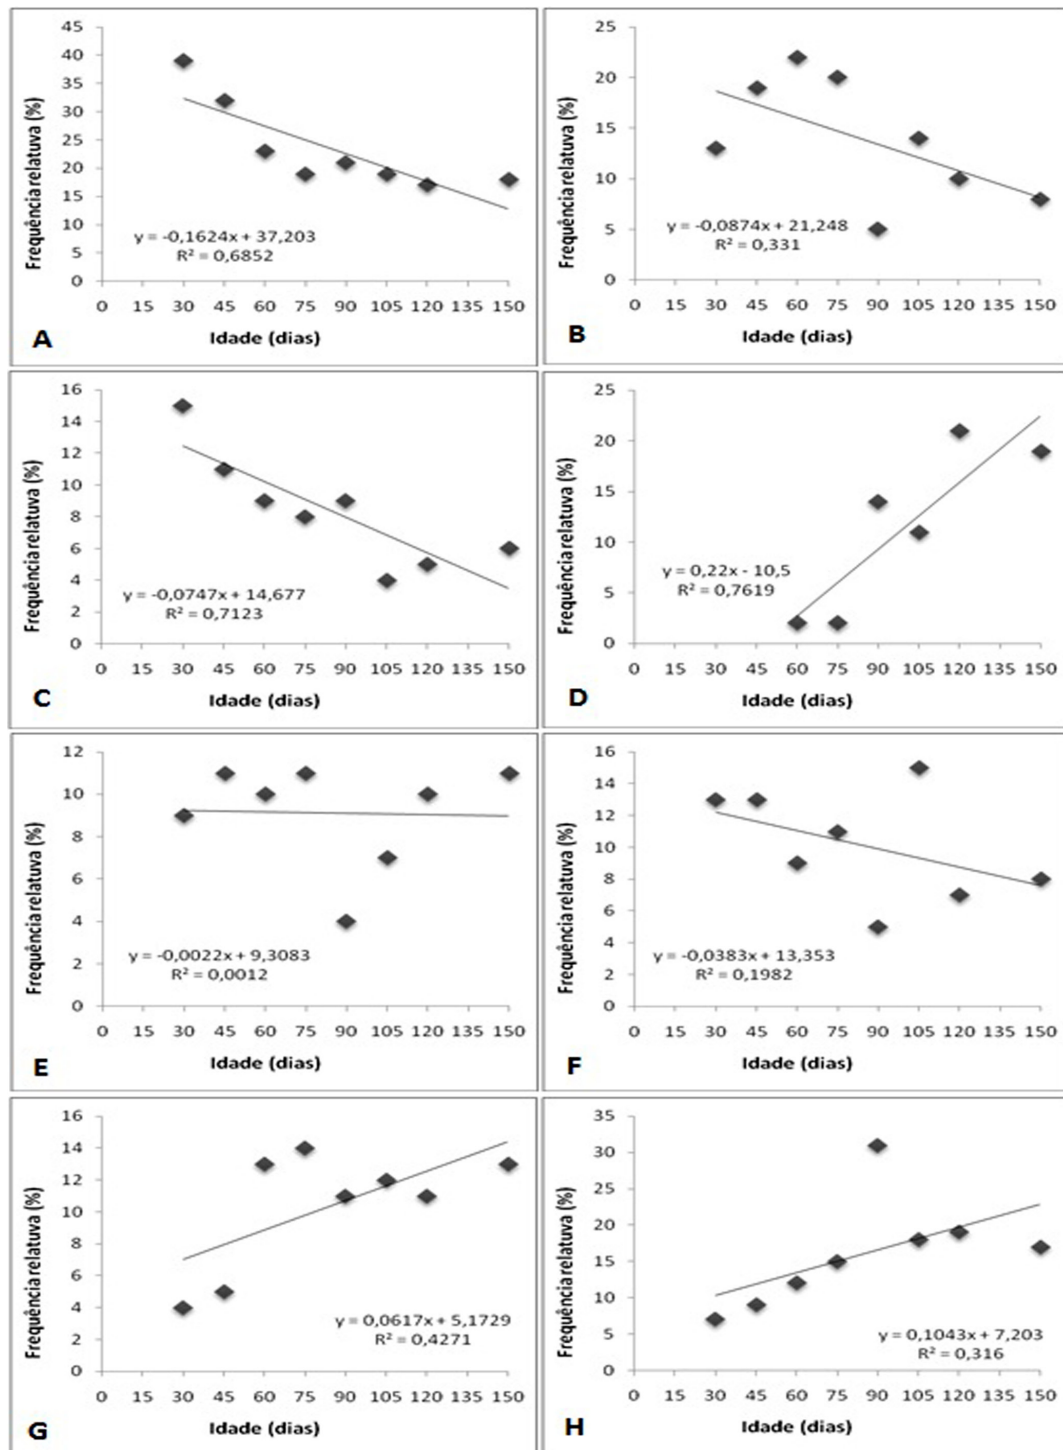 45
40
35
30
25
20
15
10
5
0
Frequência relatuva (%)
y = -0,1624x + 37,203
R² = 0,6852
0 15 30 45 60 75 90 105 120 135 150
Idade (dias)
A
25
20
15
10
5
0
Frequência relatuva (%)
y = -0,0874x + 21,248
R² = 0,331
0 15 30 45 60 75 90 105 120 135 150
Idade (dias)
B
16
14
12
10
8
6
4
2
0
Frequência relatuva (%)
y = -0,0747x + 14,677
R² = 0,7123
0 15 30 45 60 75 90 105 120 135 150
Idade (dias)
C
25
20
15
10
5
0
Frequência relatuva (%)
y = 0,22x - 10,5
R² = 0,7619
0 15 30 45 60 75 90 105 120 135 150
Idade (dias)
D
12
10
8
6
4
2
0
Frequência relatuva (%)
y = -0,0022x + 9,3083
R² = 0,0012
0 15 30 45 60 75 90 105 120 135 150
Idade (dias)
E
16
14
12
10
8
6
4
2
0
Frequência relatuva (%)
y = -0,0383x + 13,353
R² = 0,1982
0 15 30 45 60 75 90 105 120 135 150
Idade (dias)
F
16
14
12
10
8
6
4
2
0
Frequência relatuva (%)
y = 0,0617x + 5,1729
R² = 0,4271
0 15 30 45 60 75 90 105 120 135 150
Idade (dias)
G
35
30
25
20
15
10
5
0
Frequência relatuva (%)
y = 0,1043x + 7,203
R² = 0,316
0 15 30 45 60 75 90 105 120 135 150
Idade (dias)
H